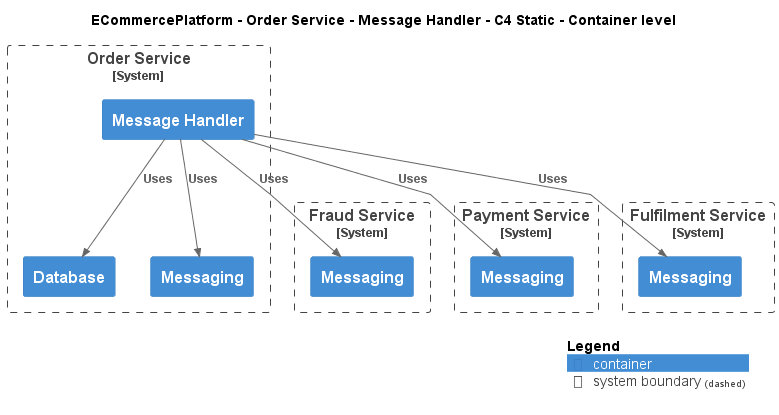 ECommercePlatform - Order Service - Message Handler - C4 Static - Container level
Order Service
[System]
Message Handler
Uses
Uses
Uses
Uses
Uses
Fraud Service
[System]
Payment Service
[System]
Fulfilment Service
[System]
Database
Messaging
Messaging
Messaging
Messaging
Legend
container
system boundary (dashed)